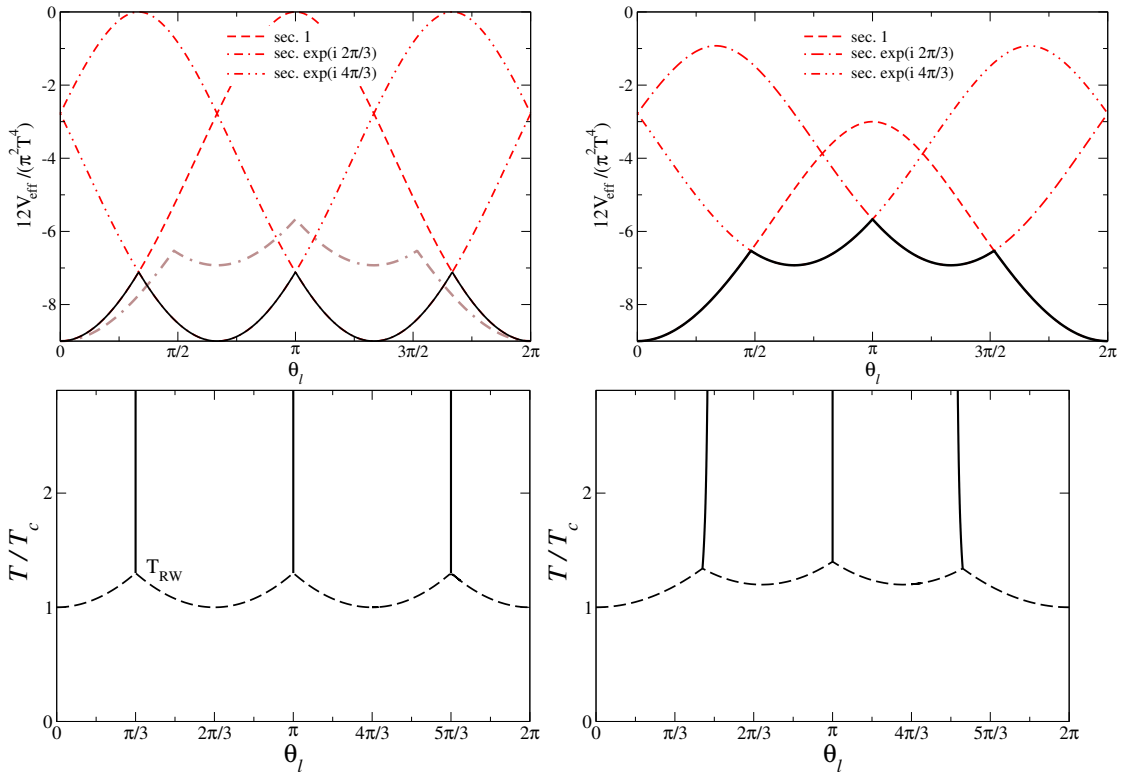 0
-2
-4
-6
-8
12V_eff /(π²T⁴)
sec. 1
sec. exp(i 2π/3)
sec. exp(i 4π/3)
0
π/2
π
3π/2
2π
θ_l
0
-2
-4
-6
-8
12V_eff /(π²T⁴)
sec. 1
sec. exp(i 2π/3)
sec. exp(i 4π/3)
0
π/2
π
3π/2
2π
θ_l
2
1
0
T / T_c
T_RW
0
π/3
2π/3
π
4π/3
5π/3
2π
θ_l
2
1
0
T / T_c
0
π/3
2π/3
π
4π/3
5π/3
2π
θ_l